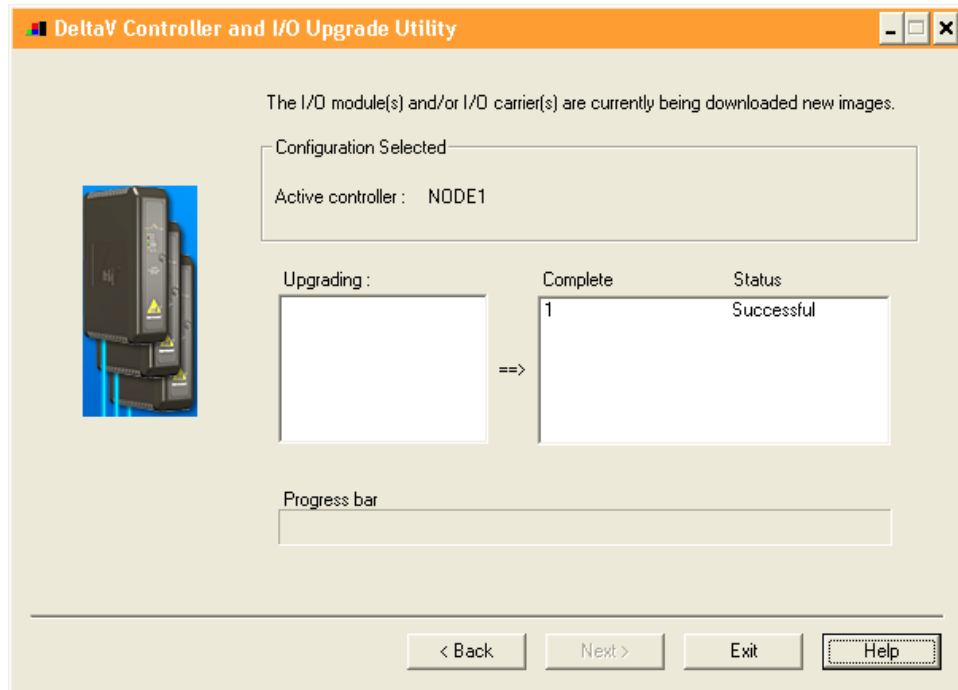 DeltaV Controller and I/O Upgrade Utility
The I/O module(s) and/or I/O carrier(s) are currently being downloaded new images.
Configuration Selected
Active controller : NODE1
Upgrading :
Complete Status
1 Successful
==>
Progress bar
< Back Next > Exit Help